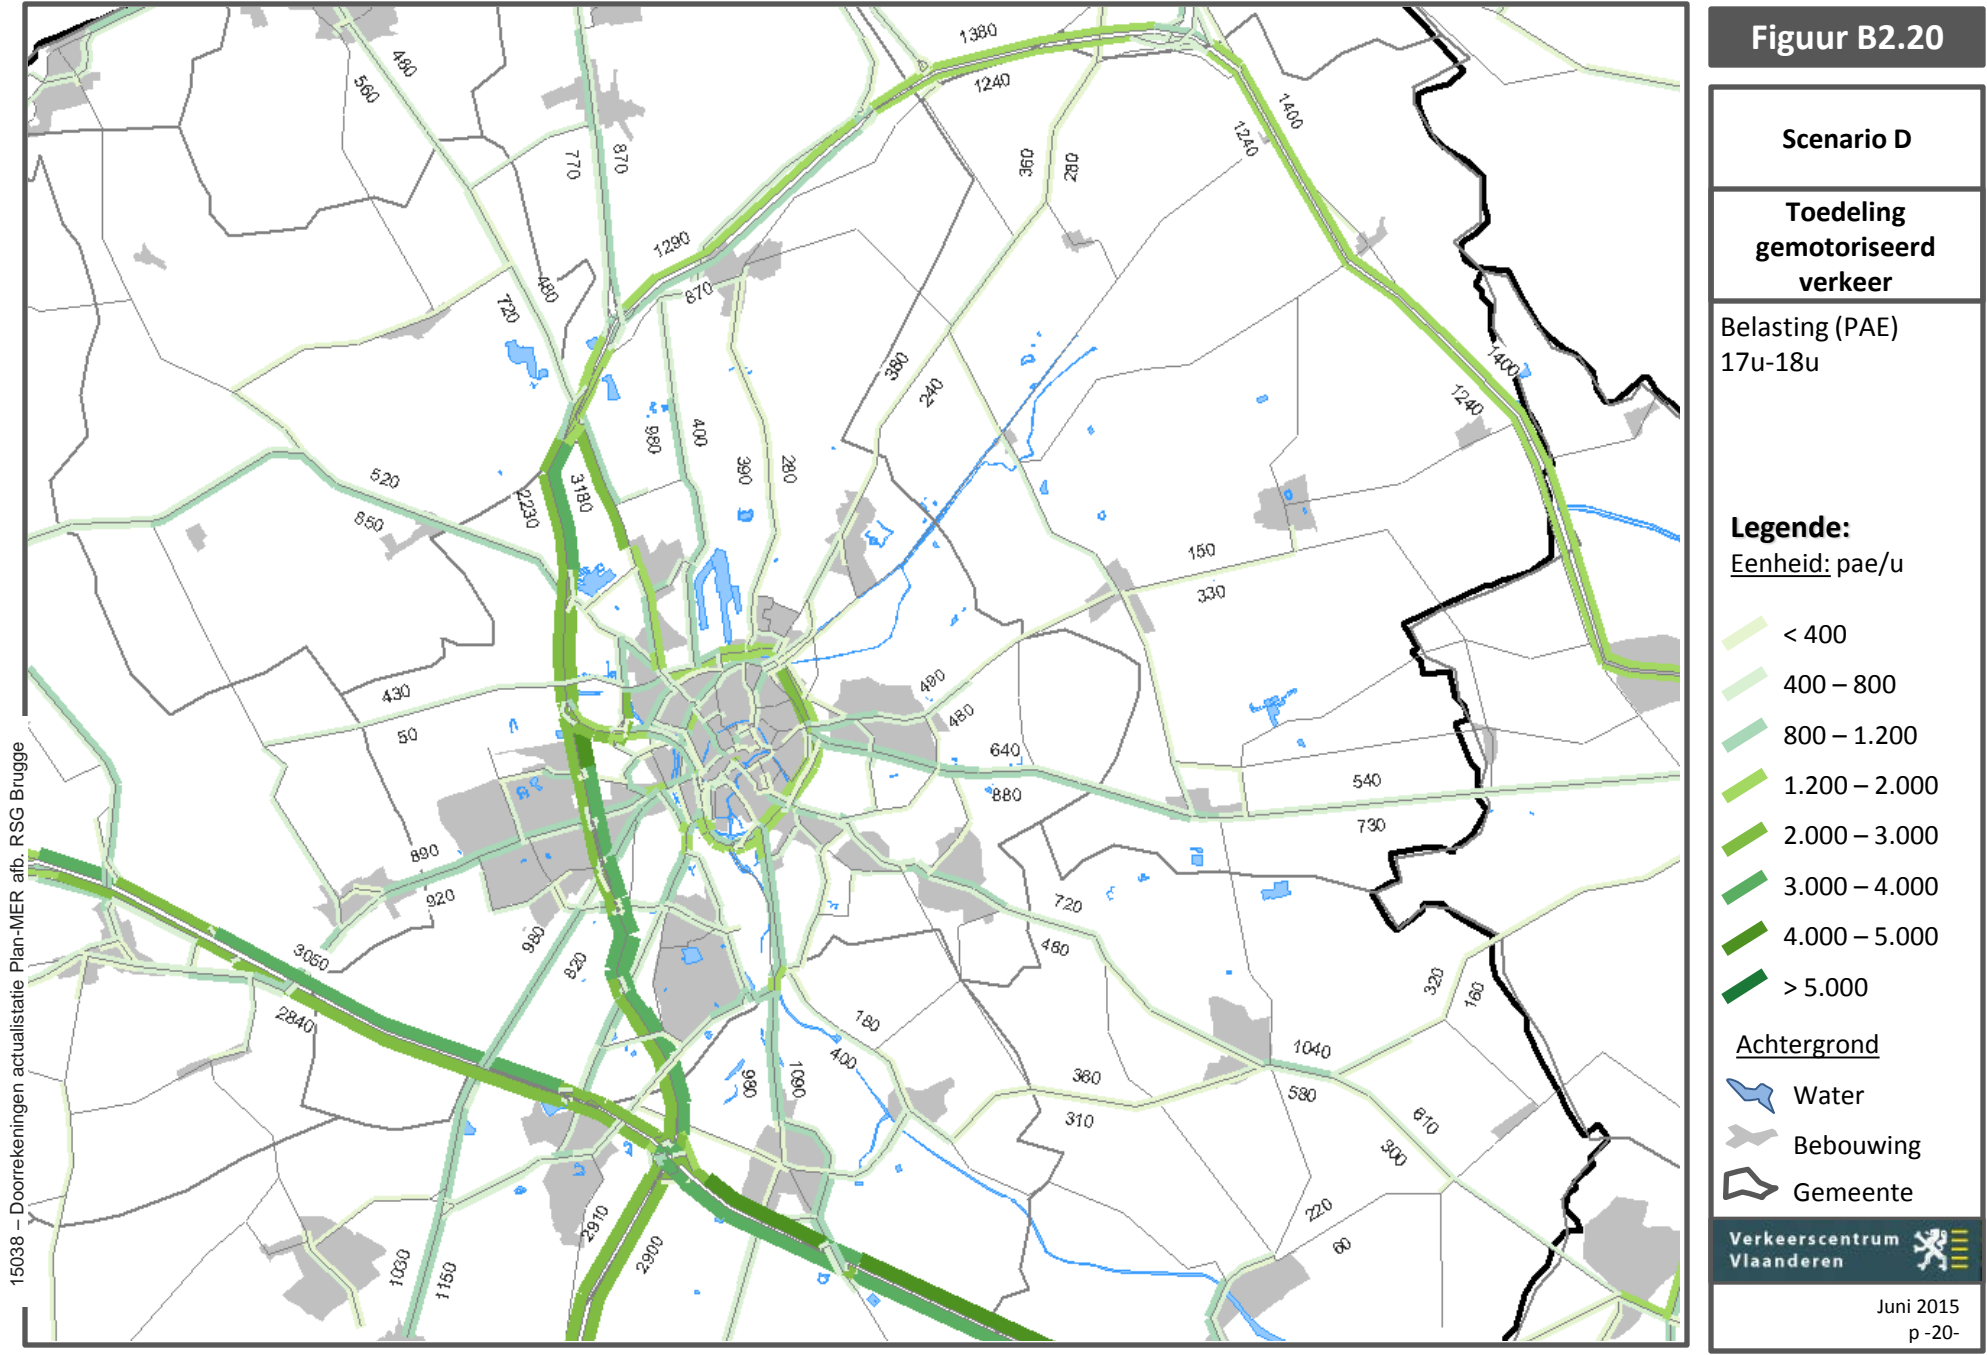 Figuur B2.20
Scenario D
Toedeling
gemotoriseerd
verkeer
Belasting (PAE)
17u-18u
Legende:
Eenheid: pae/u
< 400
400 – 800
800 – 1.200
1.200 – 2.000
2.000 – 3.000
3.000 – 4.000
4.000 – 5.000
> 5.000
Achtergrond
Water
Bebouwing
Gemeente
Verkeerscentrum
Vlaanderen
Juni 2015
p -20-
15038 – Doorrekeningen actualistatie Plan-MER afb. RSG Brugge
1380
1240
480
560
770
870
1400
1240
360
280
1290
870
480
720
380
240
1400
1240
980
400
390
280
520
850
2230
3180
150
330
430
50
490
480
640
880
540
730
890
920
980
820
720
460
3050
2840
320
160
180
400
980
1090
1040
580
360
310
610
300
220
60
2910
2900
1030
1150